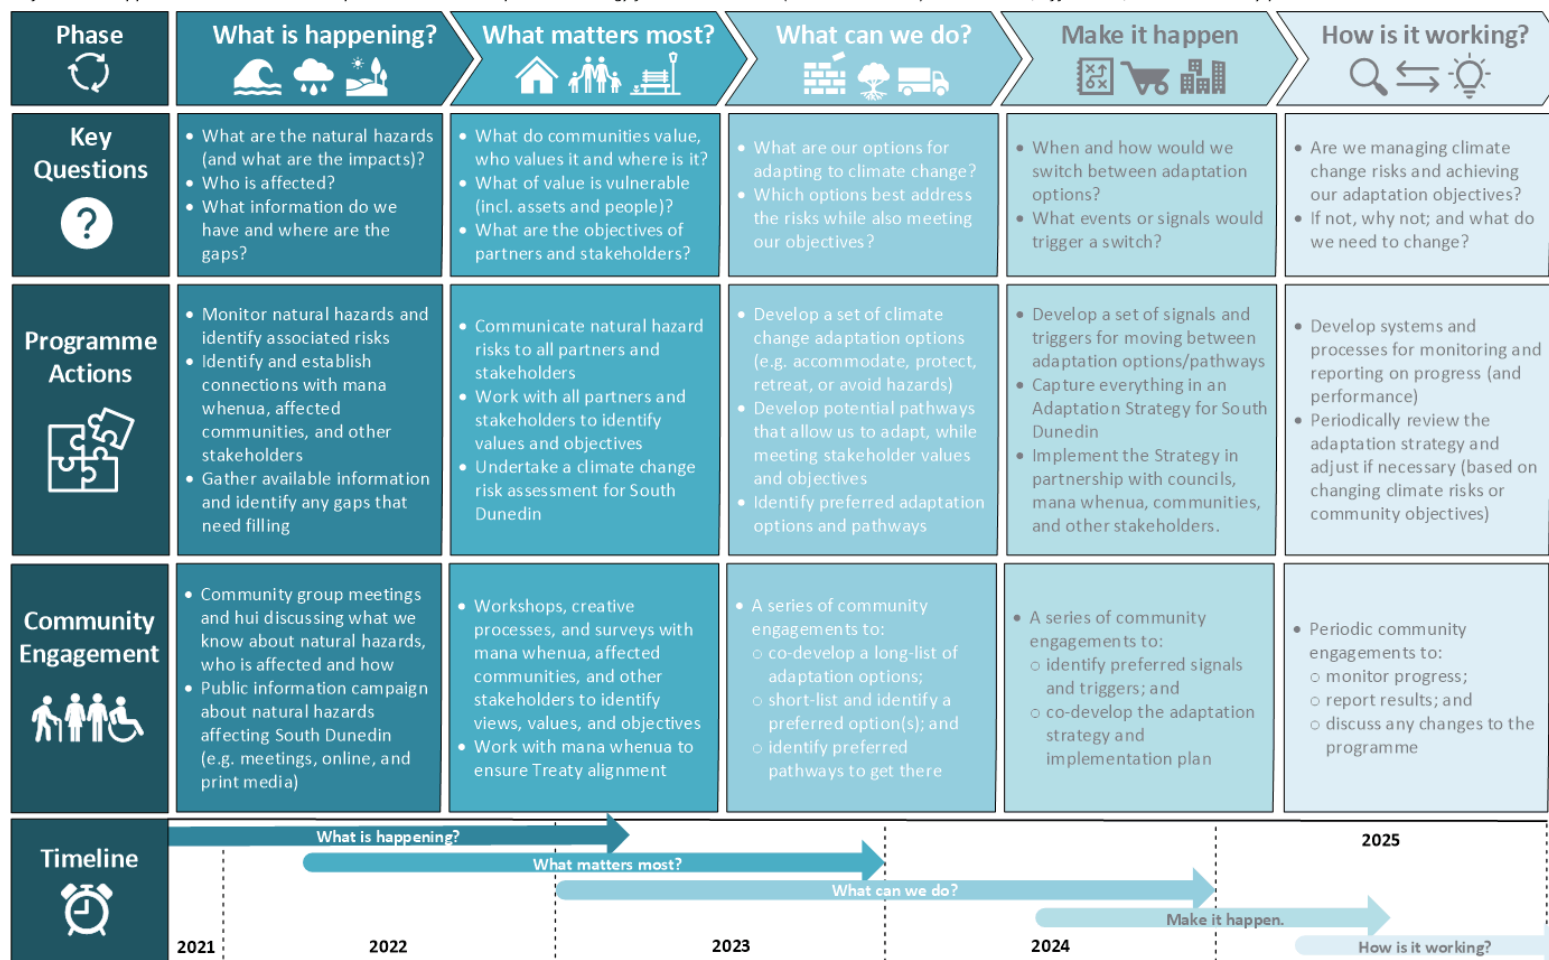 Phase
What is happening?
What matters most?
What can we do?
Make it happen
How is it working?
Key
Questions
?
• What are the natural hazards
(and what are the impacts)?
• Who is affected?
• What information do we
have and where are the
gaps?
• What do communities value,
who values it and where is it?
• What of value is vulnerable
(incl. assets and people)?
• What are the objectives of
partners and stakeholders?
• What are our options for
adapting to climate change?
• Which options best address
the risks while also meeting
our objectives?
• When and how would we
switch between adaptation
options?
• What events or signals would
trigger a switch?
• Are we managing climate
change risks and achieving
our adaptation objectives?
• If not, why not; and what do
we need to change?
Programme
Actions
• Monitor natural hazards and
identify associated risks
• Identify and establish
connections with mana
whenua, affected
communities, and other
stakeholders
• Gather available information
and identify any gaps that
need filling
• Communicate natural hazard
risks to all partners and
stakeholders
• Work with all partners and
stakeholders to identify
values and objectives
• Undertake a climate change
risk assessment for South
Dunedin
• Develop a set of climate
change adaptation options
(e.g. accommodate, protect,
retreat, or avoid hazards)
• Develop potential pathways
that allow us to adapt, while
meeting stakeholder values
and objectives
• Identify preferred adaptation
options and pathways
• Develop a set of signals and
triggers for moving between
adaptation options/pathways
• Capture everything in an
Adaptation Strategy for South
Dunedin
• Implement the Strategy in
partnership with councils,
mana whenua, communities,
and other stakeholders.
• Develop systems and
processes for monitoring and
reporting on progress (and
performance)
• Periodically review the
adaptation strategy and
adjust if necessary (based on
changing climate risks or
community objectives)
Community
Engagement
• Community group meetings
and hui discussing what we
know about natural hazards,
who is affected and how
• Public information campaign
about natural hazards
affecting South Dunedin
(e.g. meetings, online, and
print media)
• Workshops, creative
processes, and surveys with
mana whenua, affected
communities, and other
stakeholders to identify
views, values, and objectives
• Work with mana whenua to
ensure Treaty alignment
• A series of community
engagements to:
○ co-develop a long-list of
adaptation options;
○ short-list and identify a
preferred option(s); and
○ identify preferred
pathways to get there
• A series of community
engagements to:
○ identify preferred signals
and triggers; and
○ co-develop the adaptation
strategy and
implementation plan
• Periodic community
engagements to:
○ monitor progress;
○ report results; and
○ discuss any changes to the
programme
Timeline
What is happening?
What matters most?
What can we do?
Make it happen.
How is it working?
2021
2022
2023
2024
2025